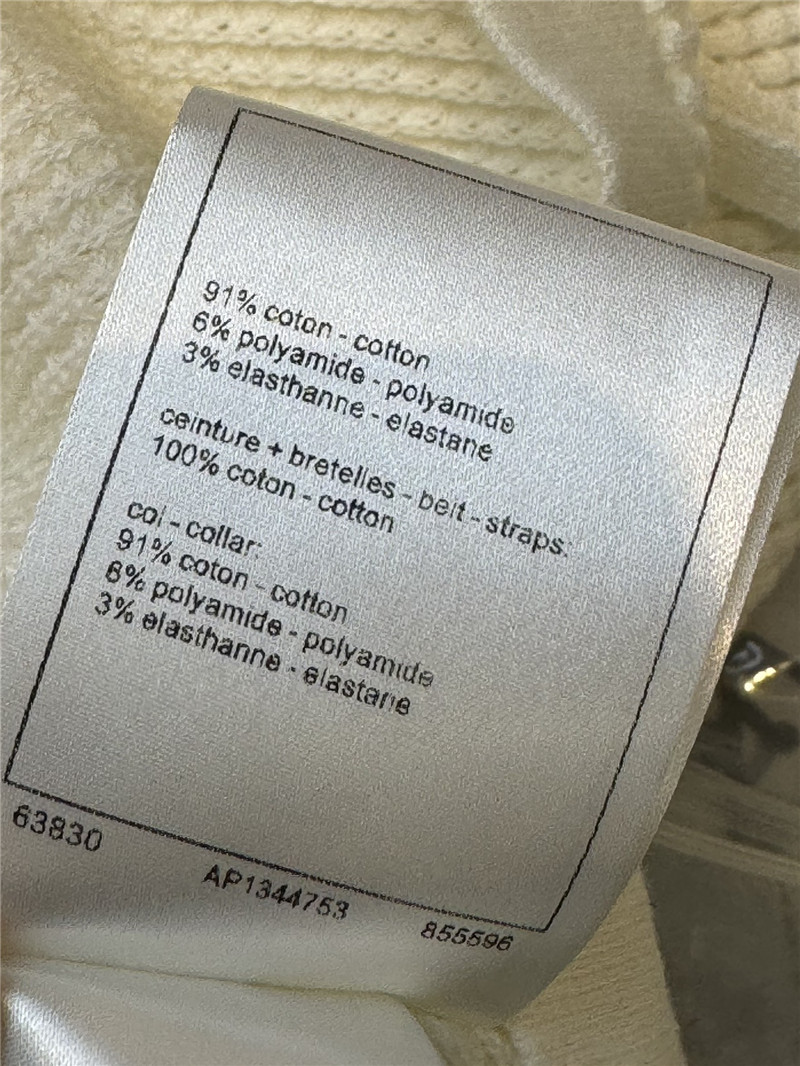 91% coton - cotton
6% polyamide - polyamide
3% elasthanne - elastane
ceinture + bretelles - belt - straps:
100% coton - cotton
col - collar:
91% coton - cotton
6% polyamide - polyamide
3% elasthanne - elastane
63830
AP1344753
855596